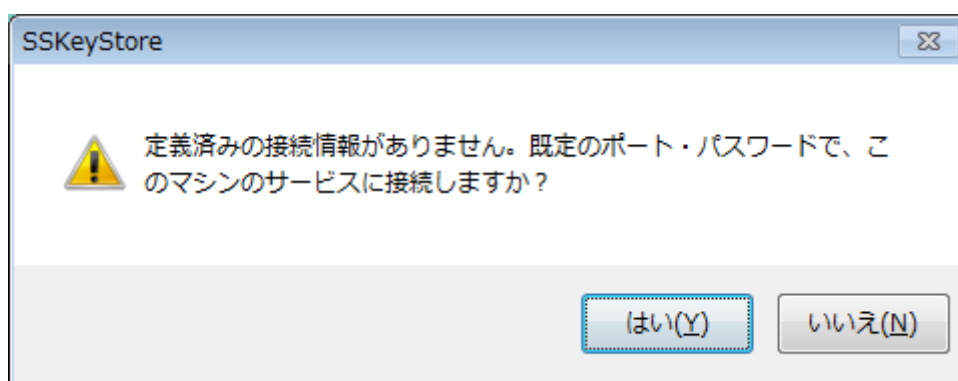 SSKeyStore
定義済みの接続情報がありません。既定のポート・パスワードで、こ
のマシンのサービスに接続しますか？
はい(Y)
いいえ(N)